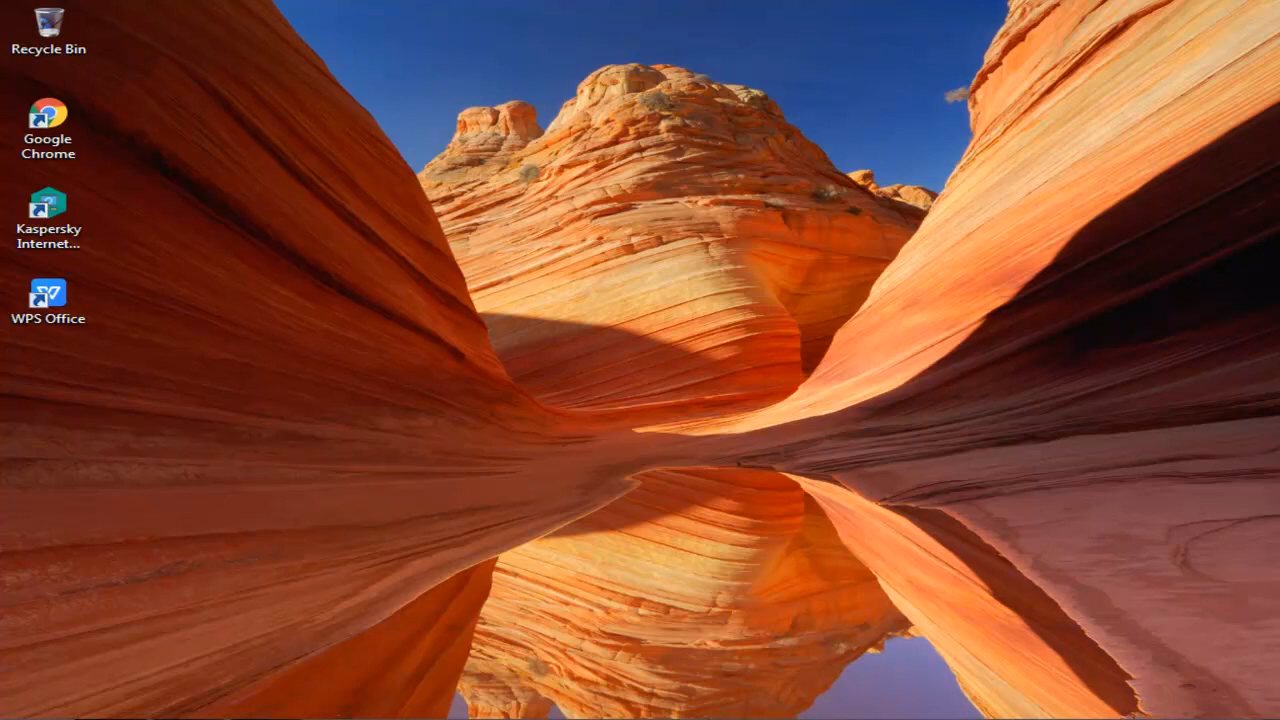 Recycle Bin
Google
Chrome
Kaspersky
Internet...
WPS Office